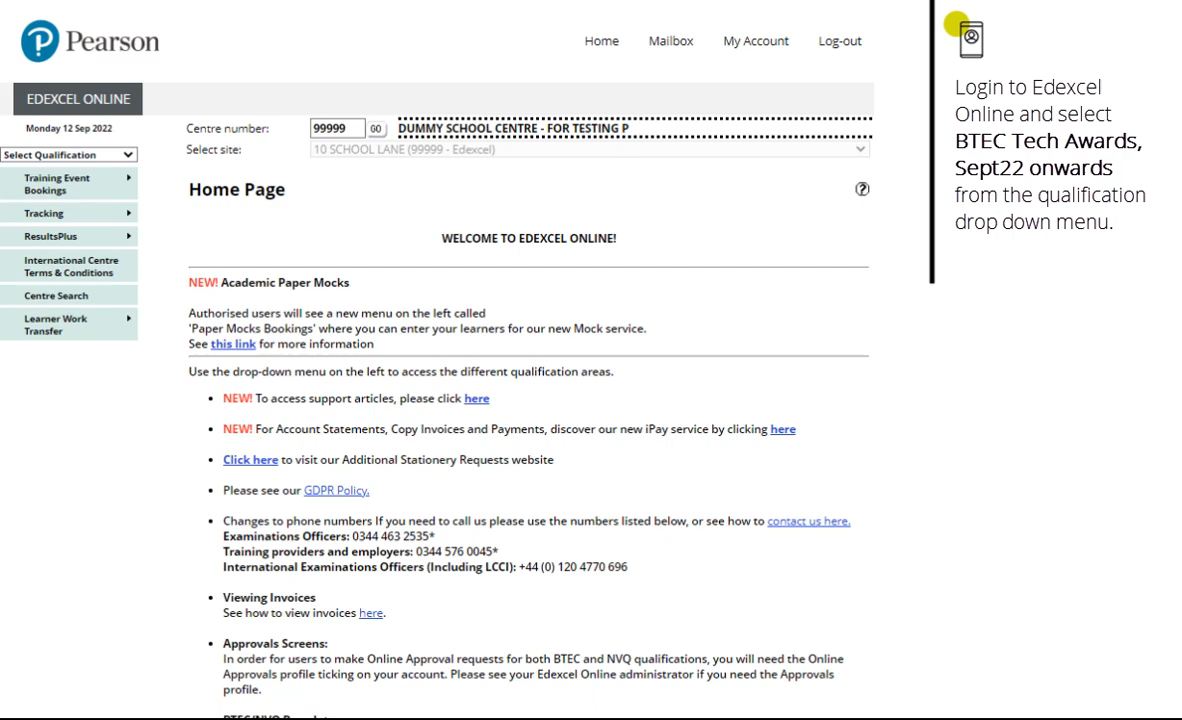 Pearson
Home Mailbox My Account Log-out
EDEXCEL ONLINE
Monday 12 Sep 2022
Select Qualification
Training Event
Bookings
Tracking
ResultsPlus
International Centre
Terms & Conditions
Centre Search
Learner Work
Transfer
Centre number: 99999 GO DUMMY SCHOOL CENTRE - FOR TESTING P
Select site: 10 SCHOOL LANE (99999 - Edexcel)
Home Page
WELCOME TO EDEXCEL ONLINE!
NEW! Academic Paper Mocks
Authorised users will see a new menu on the left called
'Paper Mocks Bookings' where you can enter your learners for our new Mock service.
See this link for more information
Use the drop-down menu on the left to access the different qualification areas.
• NEW! To access support articles, please click here
• NEW! For Account Statements, Copy Invoices and Payments, discover our new iPay service by clicking here
• Click here to visit our Additional Stationery Requests website
• Please see our GDPR Policy.
• Changes to phone numbers If you need to call us please use the numbers listed below, or see how to contact us here.
Examinations Officers: 0344 463 2535*
Training providers and employers: 0344 576 0045*
International Examinations Officers (Including LCCI): +44 (0) 120 4770 696
• Viewing Invoices
See how to view invoices here.
• Approvals Screens:
In order for users to make Online Approval requests for both BTEC and NVQ qualifications, you will need the Online
Approvals profile ticking on your account. Please see your Edexcel Online administrator if you need the Approvals
profile.
Login to Edexcel
Online and select
BTEC Tech Awards,
Sept22 onwards
from the qualification
drop down menu.